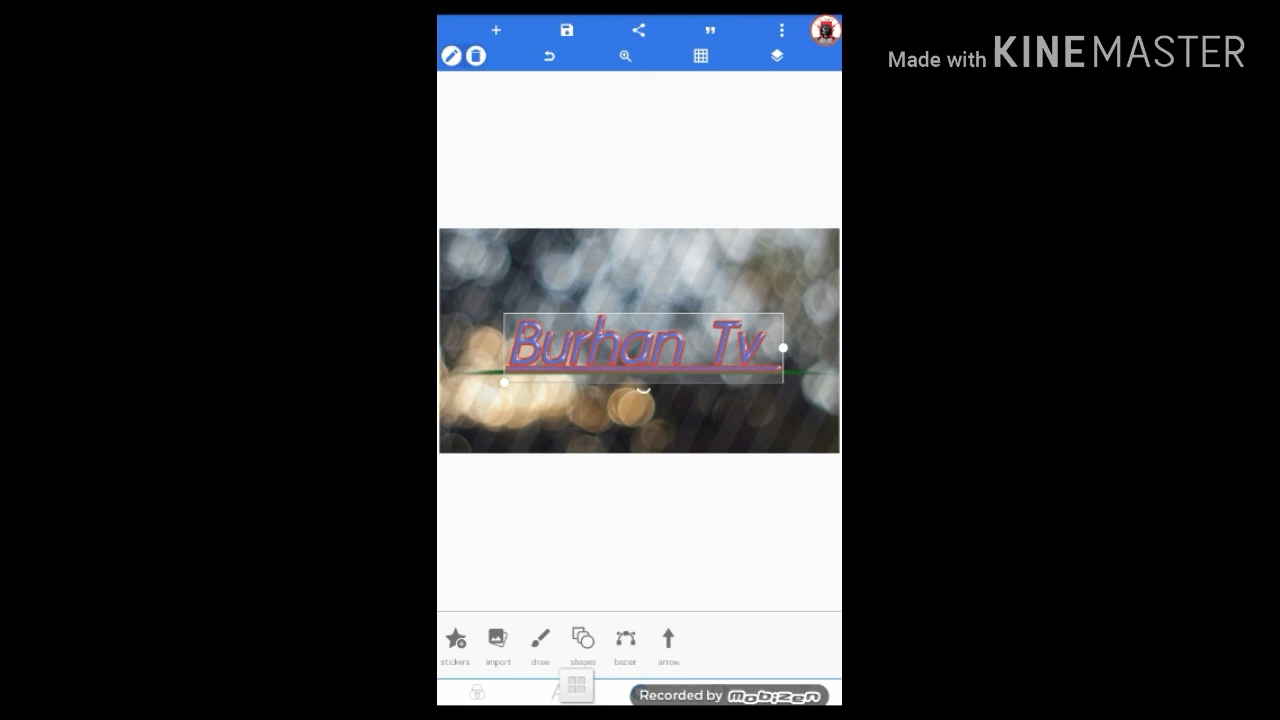 Made with KINEMASTER
Burhan Tv
stickers import draw shapes bezier arrow
Recorded by Mobizen